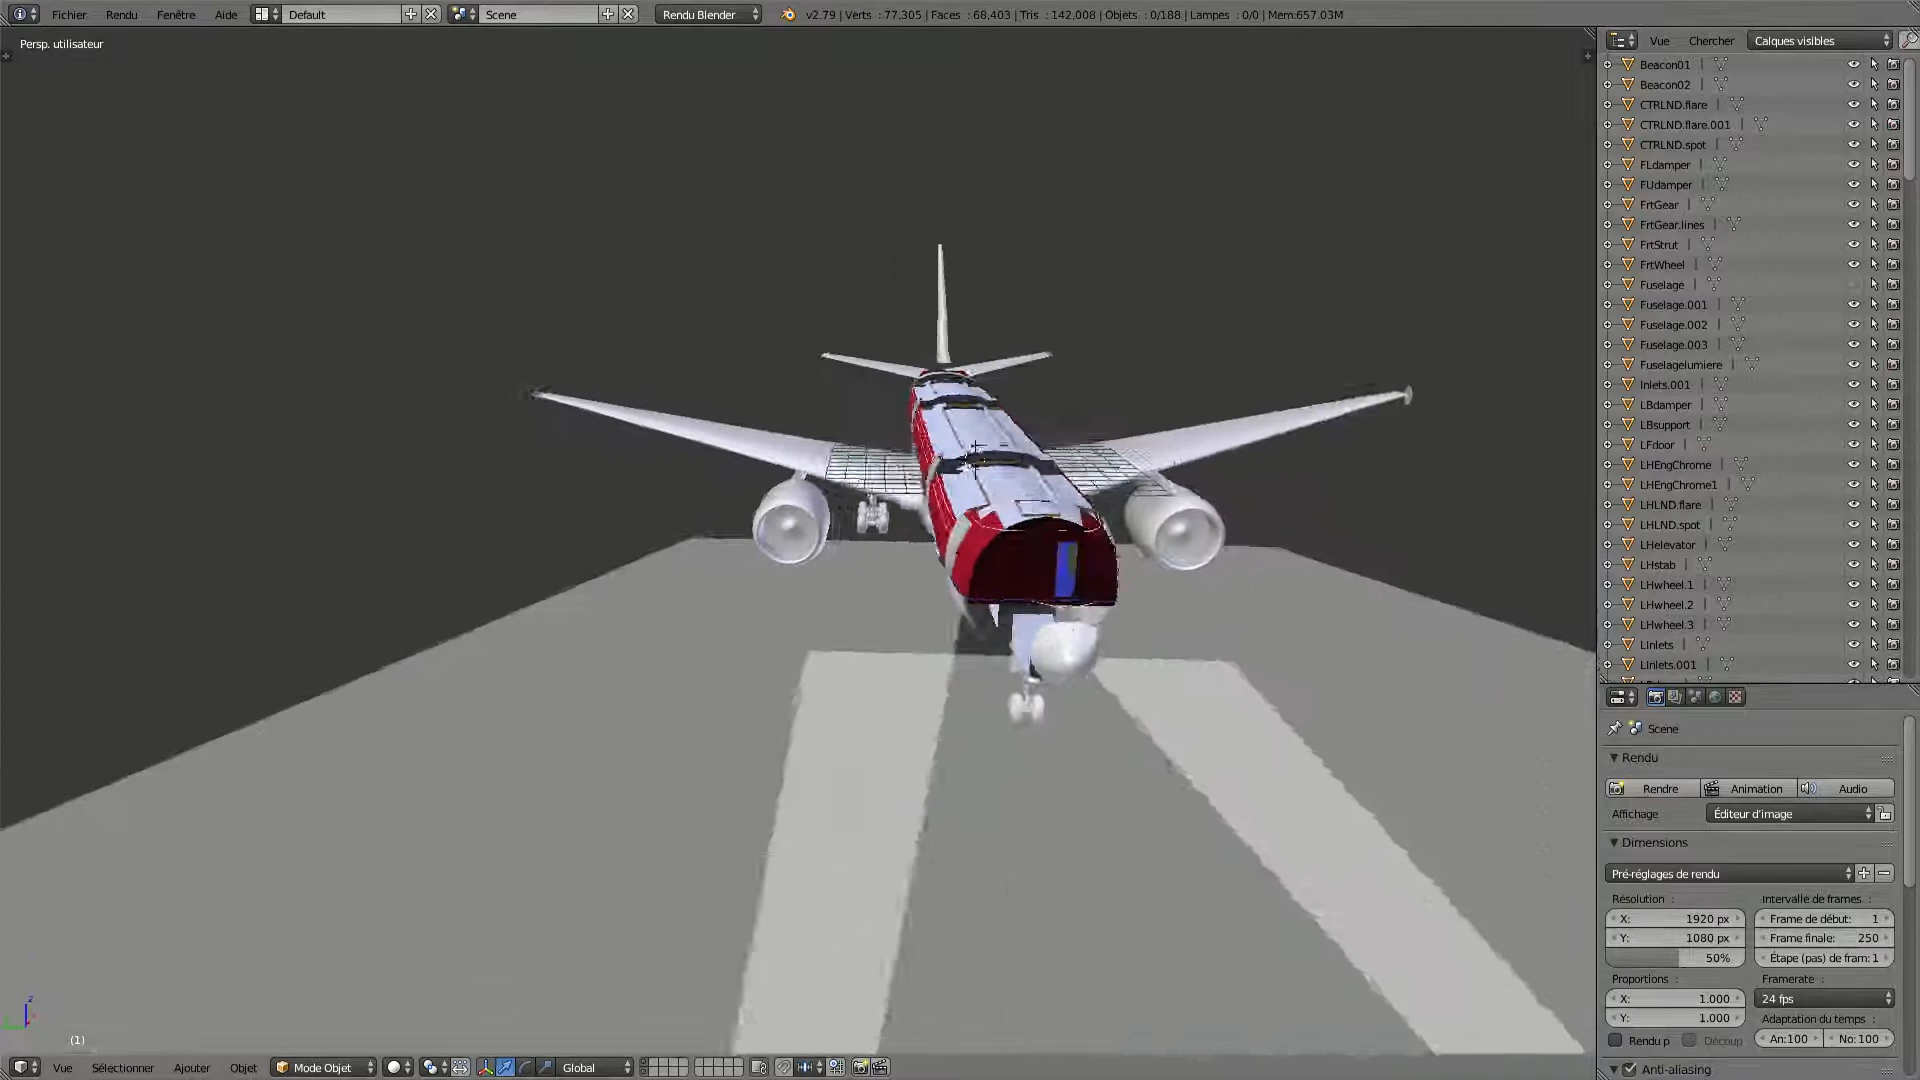 Fichier Rendu Fenêtre Aide Default Scene Rendu Blender v2.79 | Verts :77,305 | Faces :68,403 | Tris :142,008 | Objets :0/188 | Lampes :0/0 | Mem:657.03M
Persp. utilisateur
Vue Chercher Calques visibles
Beacon01
Beacon02
CTRLND.flare
CTRLND.flare.001
CTRLND.spot
FLdamper
FUdamper
FrtGear
FrtGear.lines
FrtStrut
FrtWheel
Fuselage
Fuselage.001
Fuselage.002
Fuselage.003
Fuselagelumiere
Inlets.001
LBdamper
LBsupport
LFdoor
LHEngChrome
LHEngChrome1
LHLND.flare
LHLND.spot
LHelevator
LHstab
LHwheel.1
LHwheel.2
LHwheel.3
LInlets
LInlets.001
Scene
Rendu
Rendre Animation Audio
Affichage Éditeur d'image
Dimensions
Pré-réglages de rendu
Résolution : Intervalle de frames :
X: 1920 px Frame de début: 1
Y: 1080 px Frame finale: 250
50% Étape (pas) de fram: 1
Proportions : Framerate :
X: 1.000 24 fps
Y: 1.000 Adaptation du temps :
Rendu p Découp An:100 No:100
Anti-aliasing
z
(1)
Vue Sélectionner Ajouter Objet Mode Objet Global